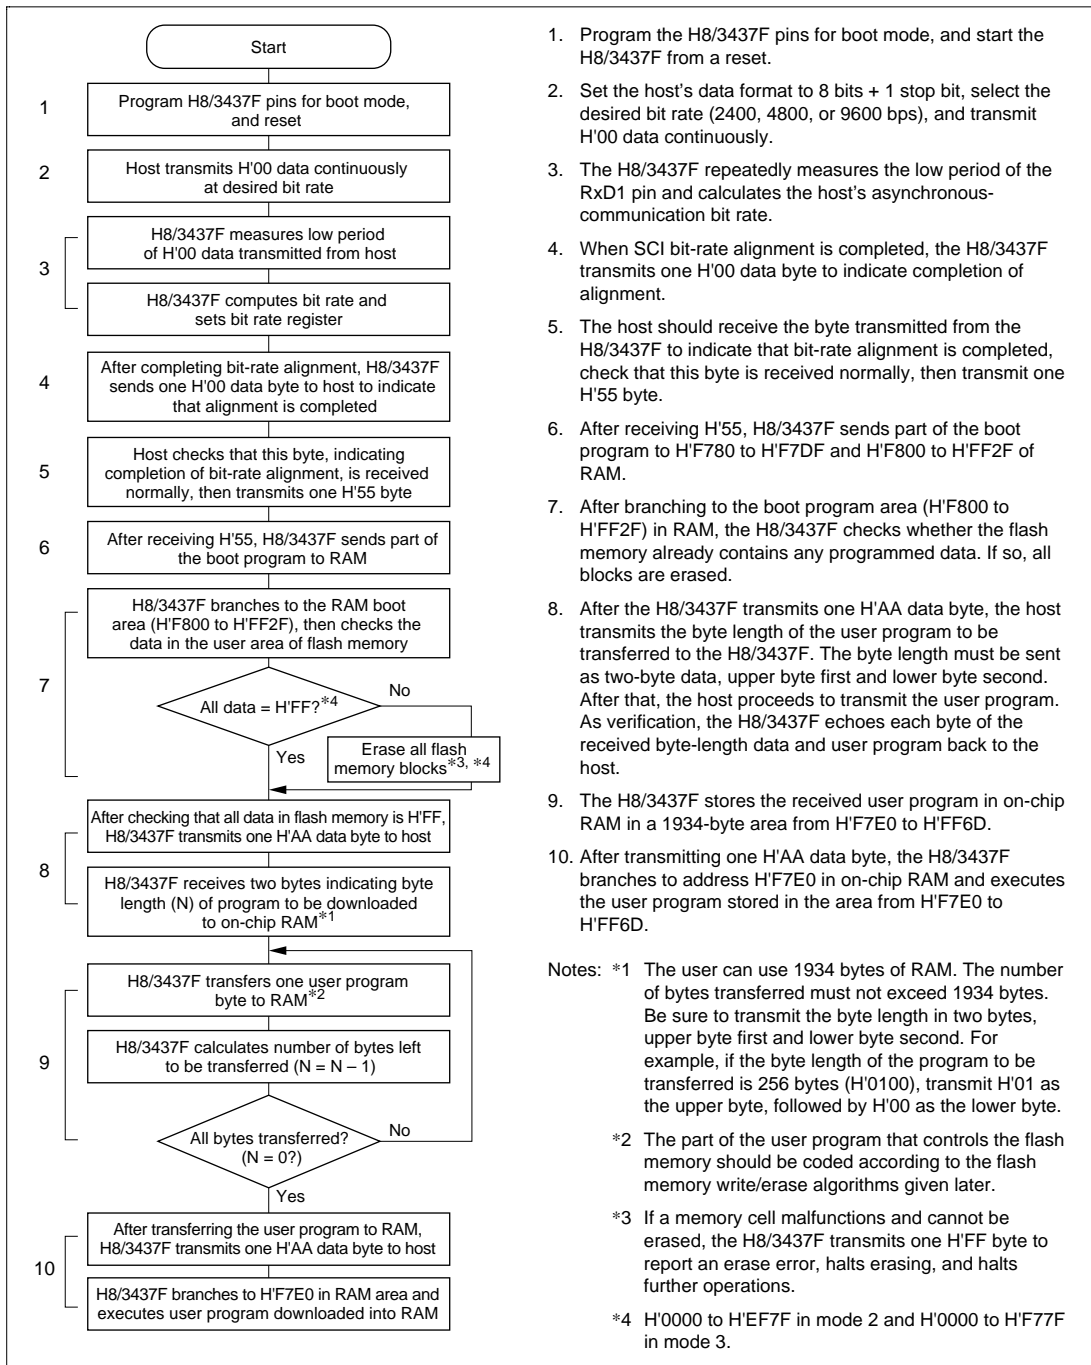 Start
1
Program H8/3437F pins for boot mode,
and reset
2
Host transmits H'00 data continuously
at desired bit rate
3
H8/3437F measures low period
of H'00 data transmitted from host
H8/3437F computes bit rate and
sets bit rate register
4
After completing bit-rate alignment, H8/3437F
sends one H'00 data byte to host to indicate
that alignment is completed
5
Host checks that this byte, indicating
completion of bit-rate alignment, is received
normally, then transmits one H'55 byte
6
After receiving H'55, H8/3437F sends part of
the boot program to RAM
7
H8/3437F branches to the RAM boot
area (H'F800 to H'FF2F), then checks the
data in the user area of flash memory
All data = H'FF?*4
No
Yes
Erase all flash
memory blocks*3, *4
8
After checking that all data in flash memory is H'FF,
H8/3437F transmits one H'AA data byte to host
H8/3437F receives two bytes indicating byte
length (N) of program to be downloaded
to on-chip RAM*1
9
H8/3437F transfers one user program
byte to RAM*2
H8/3437F calculates number of bytes left
to be transferred (N = N – 1)
All bytes transferred?
(N = 0?)
No
Yes
10
After transferring the user program to RAM,
H8/3437F transmits one H'AA data byte to host
H8/3437F branches to H'F7E0 in RAM area and
executes user program downloaded into RAM
1. Program the H8/3437F pins for boot mode, and start the
H8/3437F from a reset.
2. Set the host's data format to 8 bits + 1 stop bit, select the
desired bit rate (2400, 4800, or 9600 bps), and transmit
H'00 data continuously.
3. The H8/3437F repeatedly measures the low period of the
RxD1 pin and calculates the host's asynchronous-
communication bit rate.
4. When SCI bit-rate alignment is completed, the H8/3437F
transmits one H'00 data byte to indicate completion of
alignment.
5. The host should receive the byte transmitted from the
H8/3437F to indicate that bit-rate alignment is completed,
check that this byte is received normally, then transmit one
H'55 byte.
6. After receiving H'55, H8/3437F sends part of the boot
program to H'F780 to H'F7DF and H'F800 to H'FF2F of
RAM.
7. After branching to the boot program area (H'F800 to
H'FF2F) in RAM, the H8/3437F checks whether the flash
memory already contains any programmed data. If so, all
blocks are erased.
8. After the H8/3437F transmits one H'AA data byte, the host
transmits the byte length of the user program to be
transferred to the H8/3437F. The byte length must be sent
as two-byte data, upper byte first and lower byte second.
After that, the host proceeds to transmit the user program.
As verification, the H8/3437F echoes each byte of the
received byte-length data and user program back to the
host.
9. The H8/3437F stores the received user program in on-chip
RAM in a 1934-byte area from H'F7E0 to H'FF6D.
10. After transmitting one H'AA data byte, the H8/3437F
branches to address H'F7E0 in on-chip RAM and executes
the user program stored in the area from H'F7E0 to
H'FF6D.
Notes: *1 The user can use 1934 bytes of RAM. The number
of bytes transferred must not exceed 1934 bytes.
Be sure to transmit the byte length in two bytes,
upper byte first and lower byte second. For
example, if the byte length of the program to be
transferred is 256 bytes (H'0100), transmit H'01 as
the upper byte, followed by H'00 as the lower byte.
*2 The part of the user program that controls the flash
memory should be coded according to the flash
memory write/erase algorithms given later.
*3 If a memory cell malfunctions and cannot be
erased, the H8/3437F transmits one H'FF byte to
report an erase error, halts erasing, and halts
further operations.
*4 H'0000 to H'EF7F in mode 2 and H'0000 to H'F77F
in mode 3.